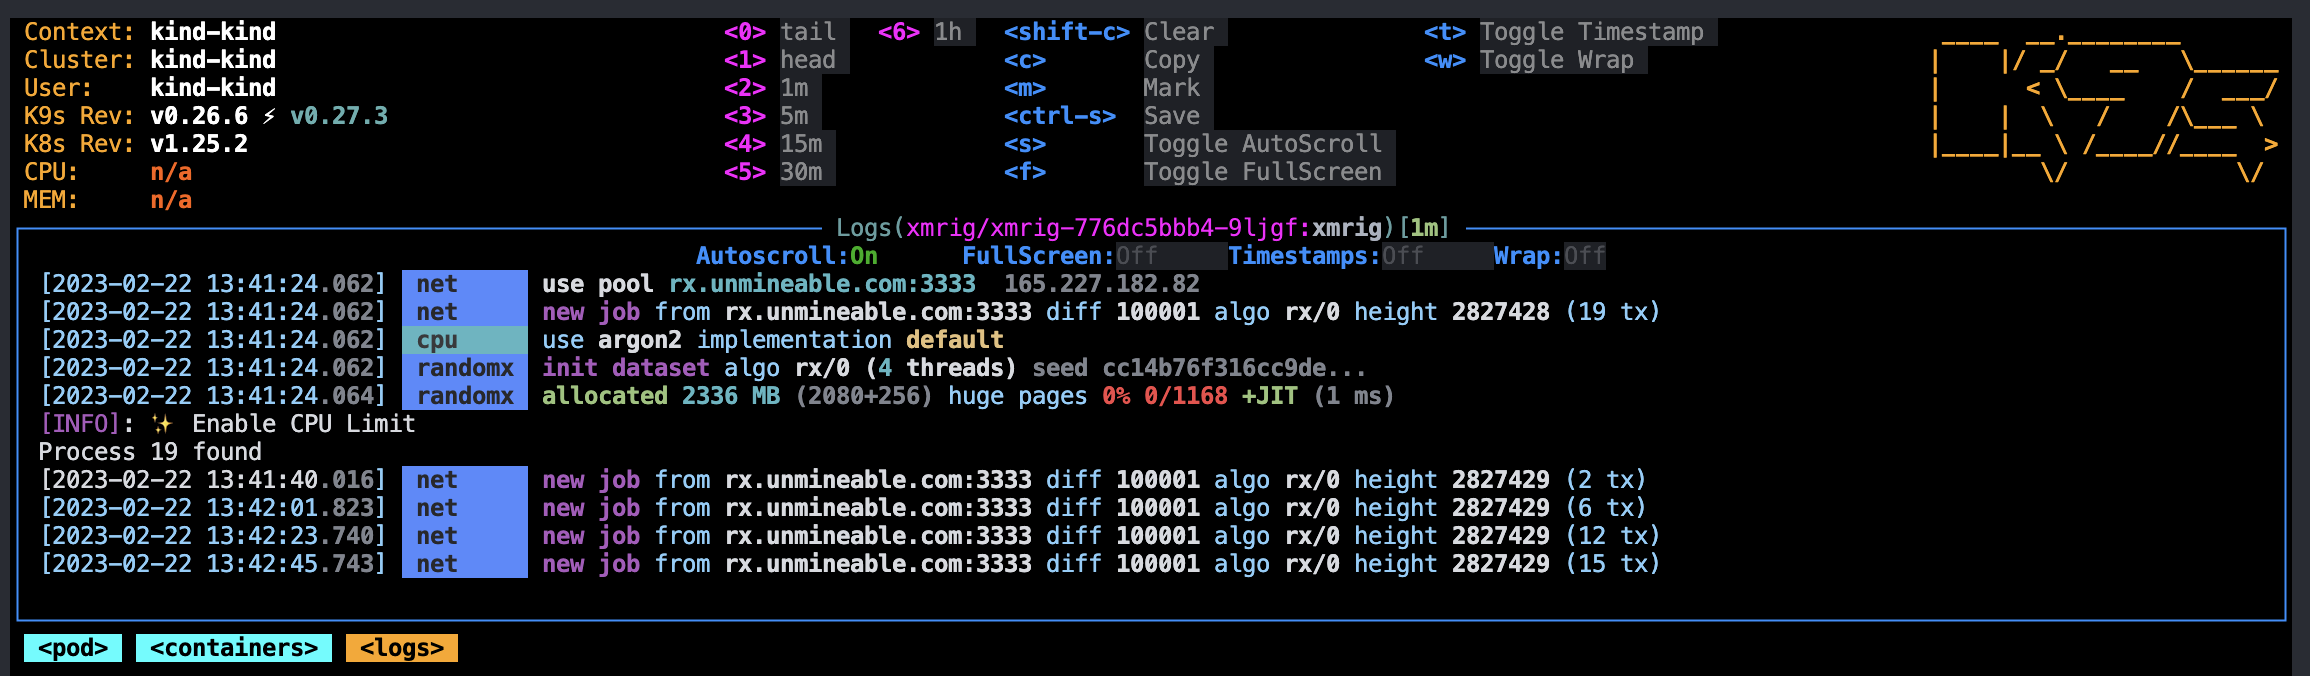 Context: kind-kind <0> tail <6> 1h <shift-c> Clear <t> Toggle Timestamp
Cluster: kind-kind <1> head <c> Copy <w> Toggle Wrap
User: kind-kind <2> 1m <m> Mark
K9s Rev: v0.26.6 ⚡ v0.27.3 <3> 5m <ctrl-s> Save
K8s Rev: v1.25.2 <4> 15m <s> Toggle AutoScroll
CPU: n/a <5> 30m <f> Toggle FullScreen
MEM: n/a
Logs(xmrig/xmrig-776dc5bbb4-9ljgf:xmrig)[1m]
Autoscroll:On FullScreen:Off Timestamps:Off Wrap:Off
[2023-02-22 13:41:24.062] net use pool rx.unmineable.com:3333 165.227.182.82
[2023-02-22 13:41:24.062] net new job from rx.unmineable.com:3333 diff 100001 algo rx/0 height 2827428 (19 tx)
[2023-02-22 13:41:24.062] cpu use argon2 implementation default
[2023-02-22 13:41:24.062] randomx init dataset algo rx/0 (4 threads) seed cc14b76f316cc9de...
[2023-02-22 13:41:24.064] randomx allocated 2336 MB (2080+256) huge pages 0% 0/1168 +JIT (1 ms)
[INFO]: ✨ Enable CPU Limit
Process 19 found
[2023-02-22 13:41:40.016] net new job from rx.unmineable.com:3333 diff 100001 algo rx/0 height 2827429 (2 tx)
[2023-02-22 13:42:01.823] net new job from rx.unmineable.com:3333 diff 100001 algo rx/0 height 2827429 (6 tx)
[2023-02-22 13:42:23.740] net new job from rx.unmineable.com:3333 diff 100001 algo rx/0 height 2827429 (12 tx)
[2023-02-22 13:42:45.743] net new job from rx.unmineable.com:3333 diff 100001 algo rx/0 height 2827429 (15 tx)
<pod> <containers> <logs>